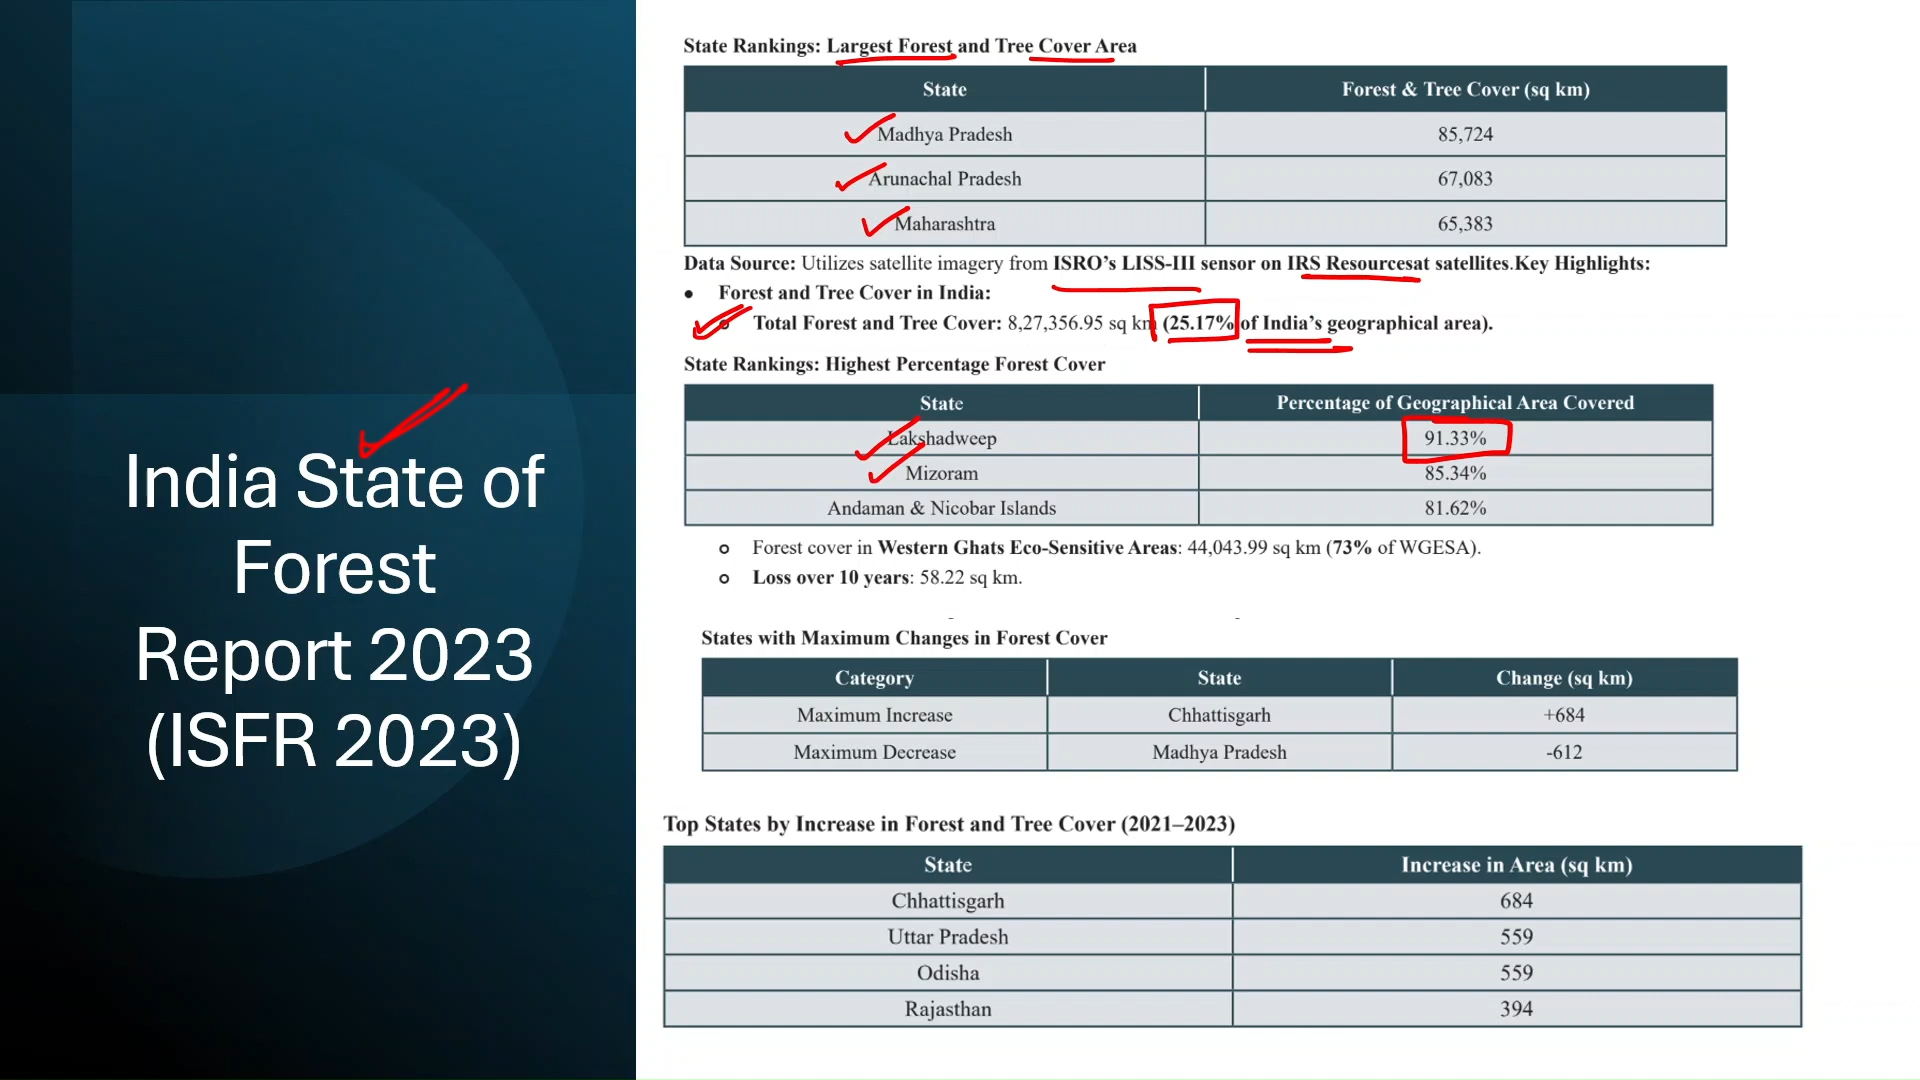 India State of
Forest
Report 2023
(ISFR 2023)
State Rankings: Largest Forest and Tree Cover Area
State Forest & Tree Cover (sq km)
Madhya Pradesh 85,724
Arunachal Pradesh 67,083
Maharashtra 65,383
Data Source: Utilizes satellite imagery from ISRO’s LISS-III sensor on IRS Resourcesat satellites.Key Highlights:
• Forest and Tree Cover in India:
Total Forest and Tree Cover: 8,27,356.95 sq km (25.17% of India’s geographical area).
State Rankings: Highest Percentage Forest Cover
State Percentage of Geographical Area Covered
Lakshadweep 91.33%
Mizoram 85.34%
Andaman & Nicobar Islands 81.62%
Forest cover in Western Ghats Eco-Sensitive Areas: 44,043.99 sq km (73% of WGESA).
Loss over 10 years: 58.22 sq km.
States with Maximum Changes in Forest Cover
Category State Change (sq km)
Maximum Increase Chhattisgarh +684
Maximum Decrease Madhya Pradesh -612
Top States by Increase in Forest and Tree Cover (2021–2023)
State Increase in Area (sq km)
Chhattisgarh 684
Uttar Pradesh 559
Odisha 559
Rajasthan 394